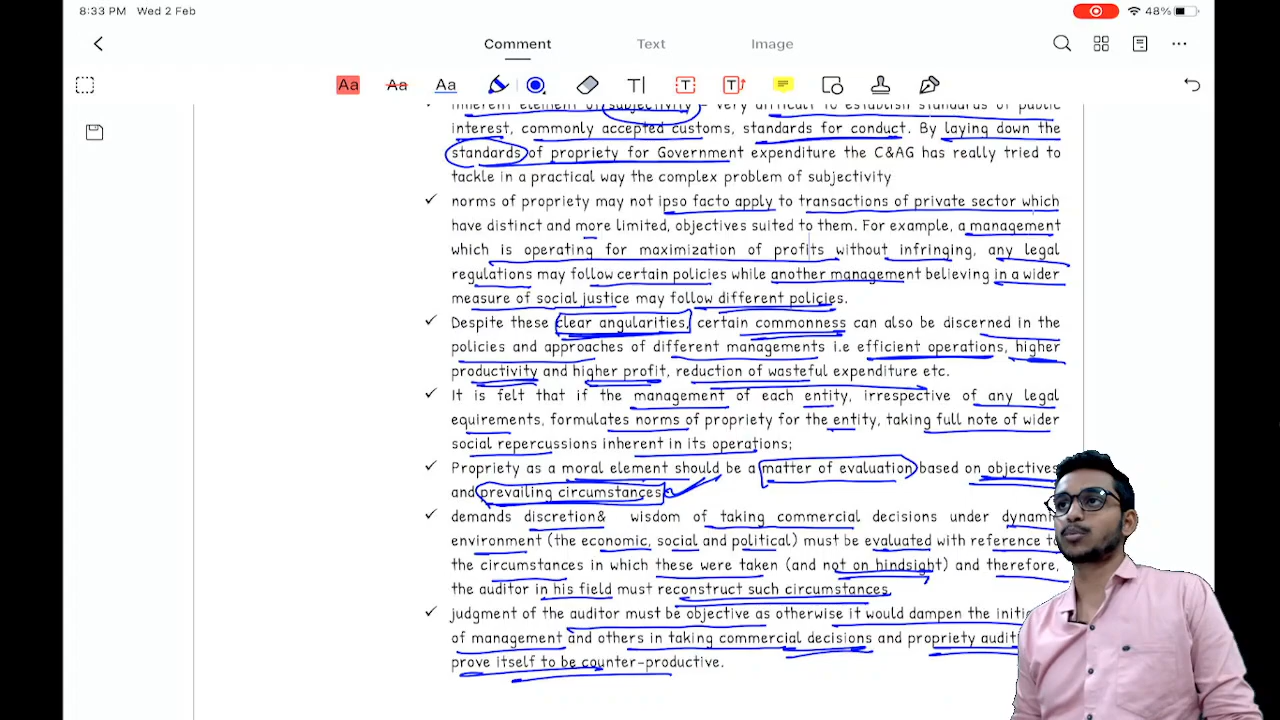 8:33 PM Wed 2 Feb
48%
Comment
Text
Image
Aa Aa Aa T T T
inherent element of subjectivity - very difficult to establish standards of public
interest, commonly accepted customs, standards for conduct. By laying down the
standards of propriety for Government expenditure the C&AG has really tried to
tackle in a practical way the complex problem of subjectivity
norms of propriety may not ipso facto apply to transactions of private sector which
have distinct and more limited, objectives suited to them. For example, a management
which is operating for maximization of profits without infringing, any legal
regulations may follow certain policies while another management believing in a wider
measure of social justice may follow different policies.
Despite these clear angularities, certain commonness can also be discerned in the
policies and approaches of different managements i.e efficient operations, higher
productivity and higher profit, reduction of wasteful expenditure etc.
It is felt that if the management of each entity, irrespective of any legal
equirements, formulates norms of propriety for the entity, taking full note of wider
social repercussions inherent in its operations;
Propriety as a moral element should be a matter of evaluation based on objectives
and prevailing circumstances
demands discretion& wisdom of taking commercial decisions under
environment (the economic, social and political) must be evaluated with reference
the circumstances in which these were taken (and not on hindsight) and therefore,
the auditor in his field must reconstruct such circumstances,
judgment of the auditor must be objective as otherwise it would dampen the
of management and others in taking commercial decisions and propriety
prove itself to be counter-productive.